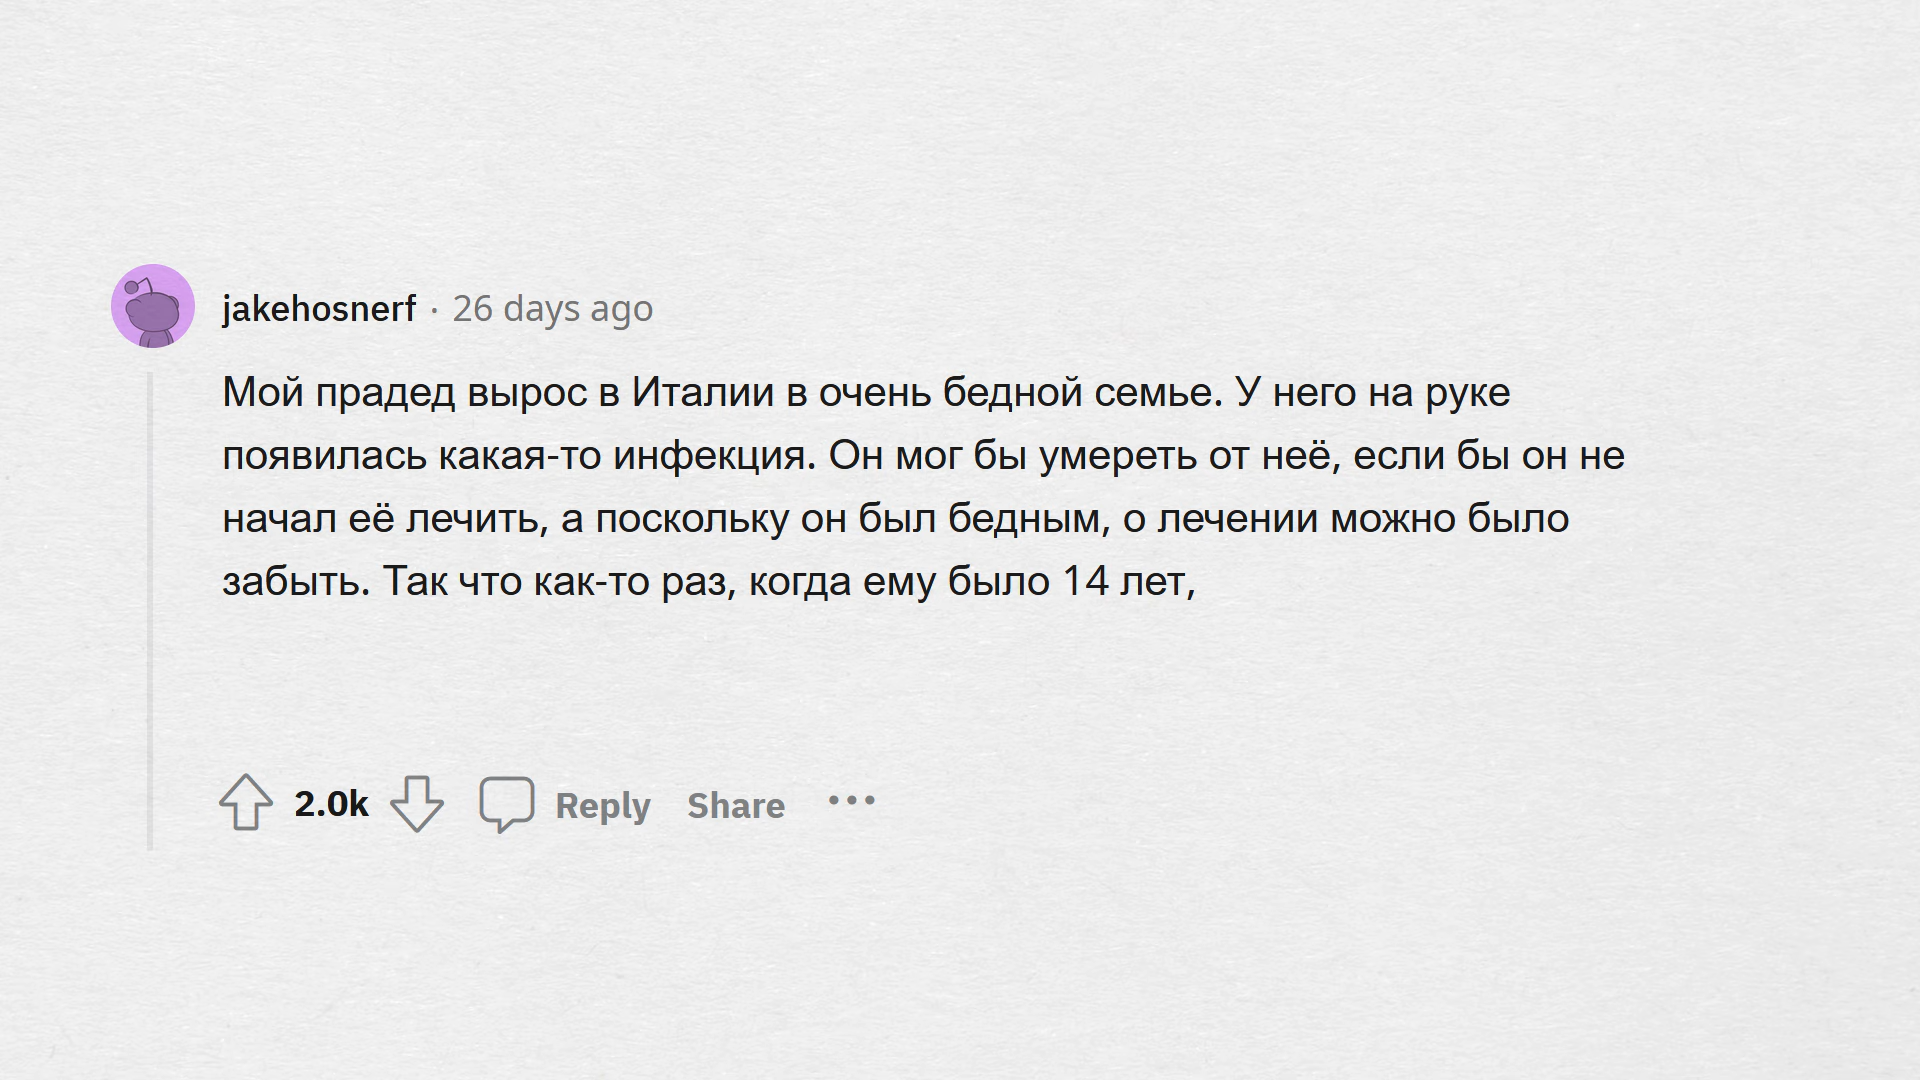 jakehosnerf · 26 days ago
Мой прадед вырос в Италии в очень бедной семье. У него на руке
появилась какая-то инфекция. Он мог бы умереть от неё, если бы он не
начал её лечить, а поскольку он был бедным, о лечении можно было
забыть. Так что как-то раз, когда ему было 14 лет,
2.0k Reply Share •••